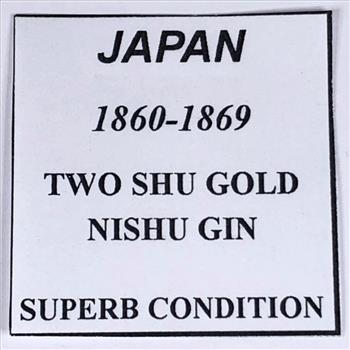 JAPAN
1860-1869
TWO SHU GOLD
NISHU GIN
SUPERB CONDITION